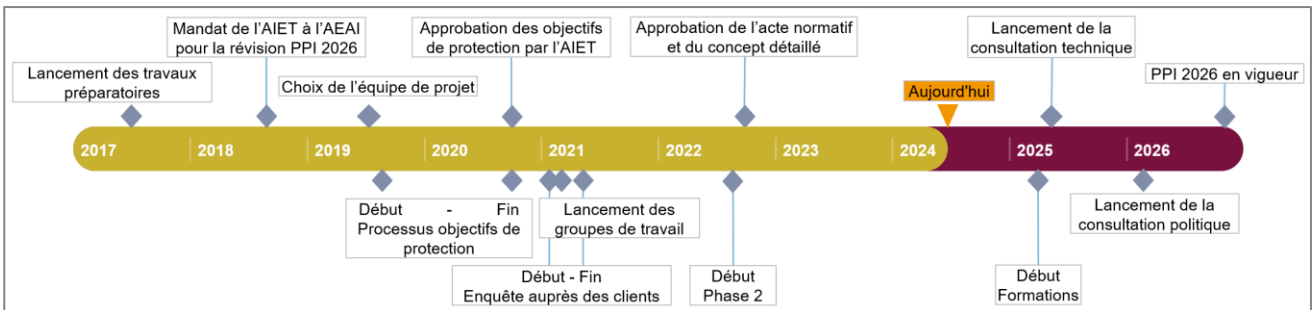 Mandat de l'AIET à l'AEAI
pour la révision PPI 2026
Approbation des objectifs
de protection par l'AIET
Approbation de l'acte normatif
et du concept détaillé
Lancement de la
consultation technique
Lancement des travaux
préparatoires
Choix de l'équipe de projet
Aujourd'hui
PPI 2026 en vigueur
2017 2018 2019 2020 2021 2022 2023 2024 2025 2026
Début - Fin
Processus objectifs de
protection
Lancement des
groupes de travail
Lancement de la
consultation politique
Début - Fin
Enquête auprès des clients
Début
Phase 2
Début
Formations